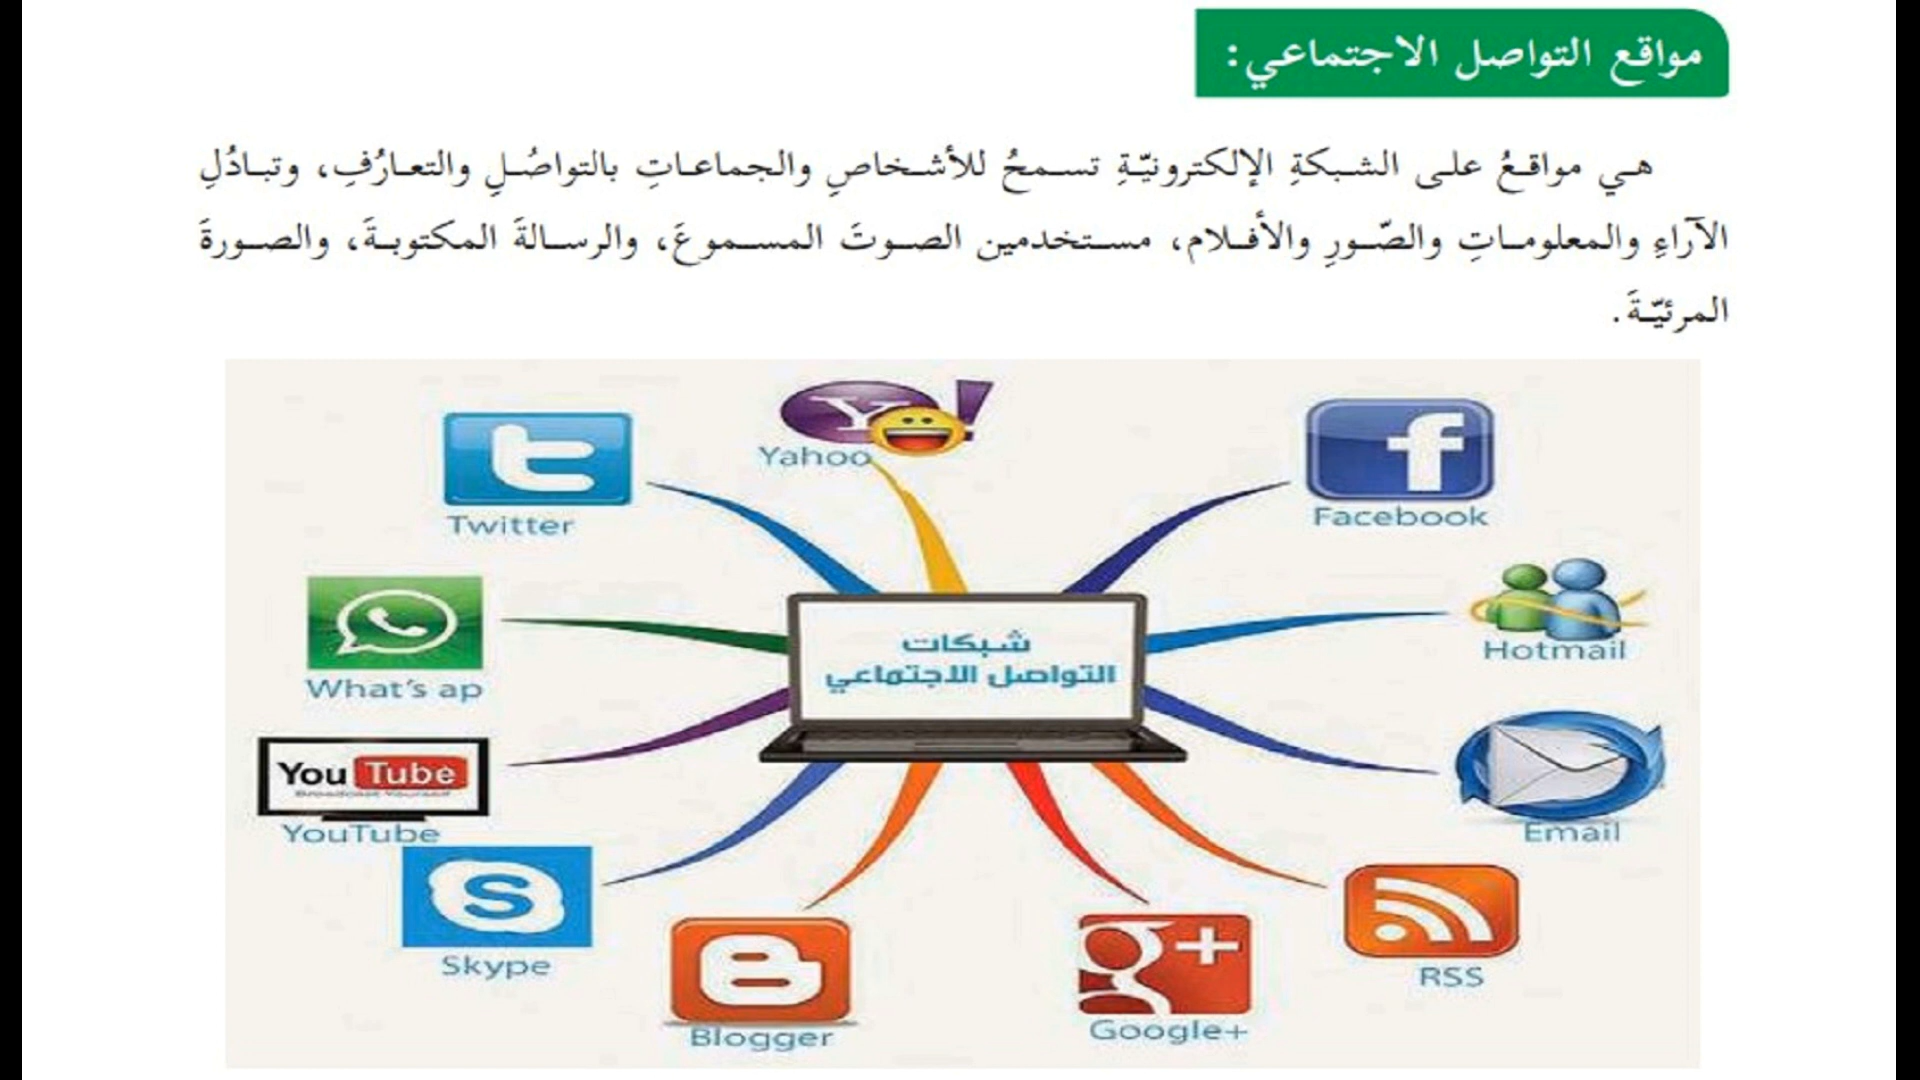 مواقع التواصل الاجتماعي:
هي مواقعُ على الشبكةِ الإلكترونيّةِ تسمحُ للأشخاصِ والجماعاتِ بالتواصُلِ والتعارُفِ، وتبادُلِ
الآراءِ والمعلوماتِ والصّورِ والأفلام، مستخدمين الصوتَ المسموعَ، والرسالةَ المكتوبةَ، والصورةَ
المرئيّةَ.
Yahoo
Twitter
Facebook
What's ap
شبكات
التواصل الاجتماعي
Hotmail
You Tube
Broadcast Yourself
YouTube
Email
Skype
RSS
Blogger
g+
Google+